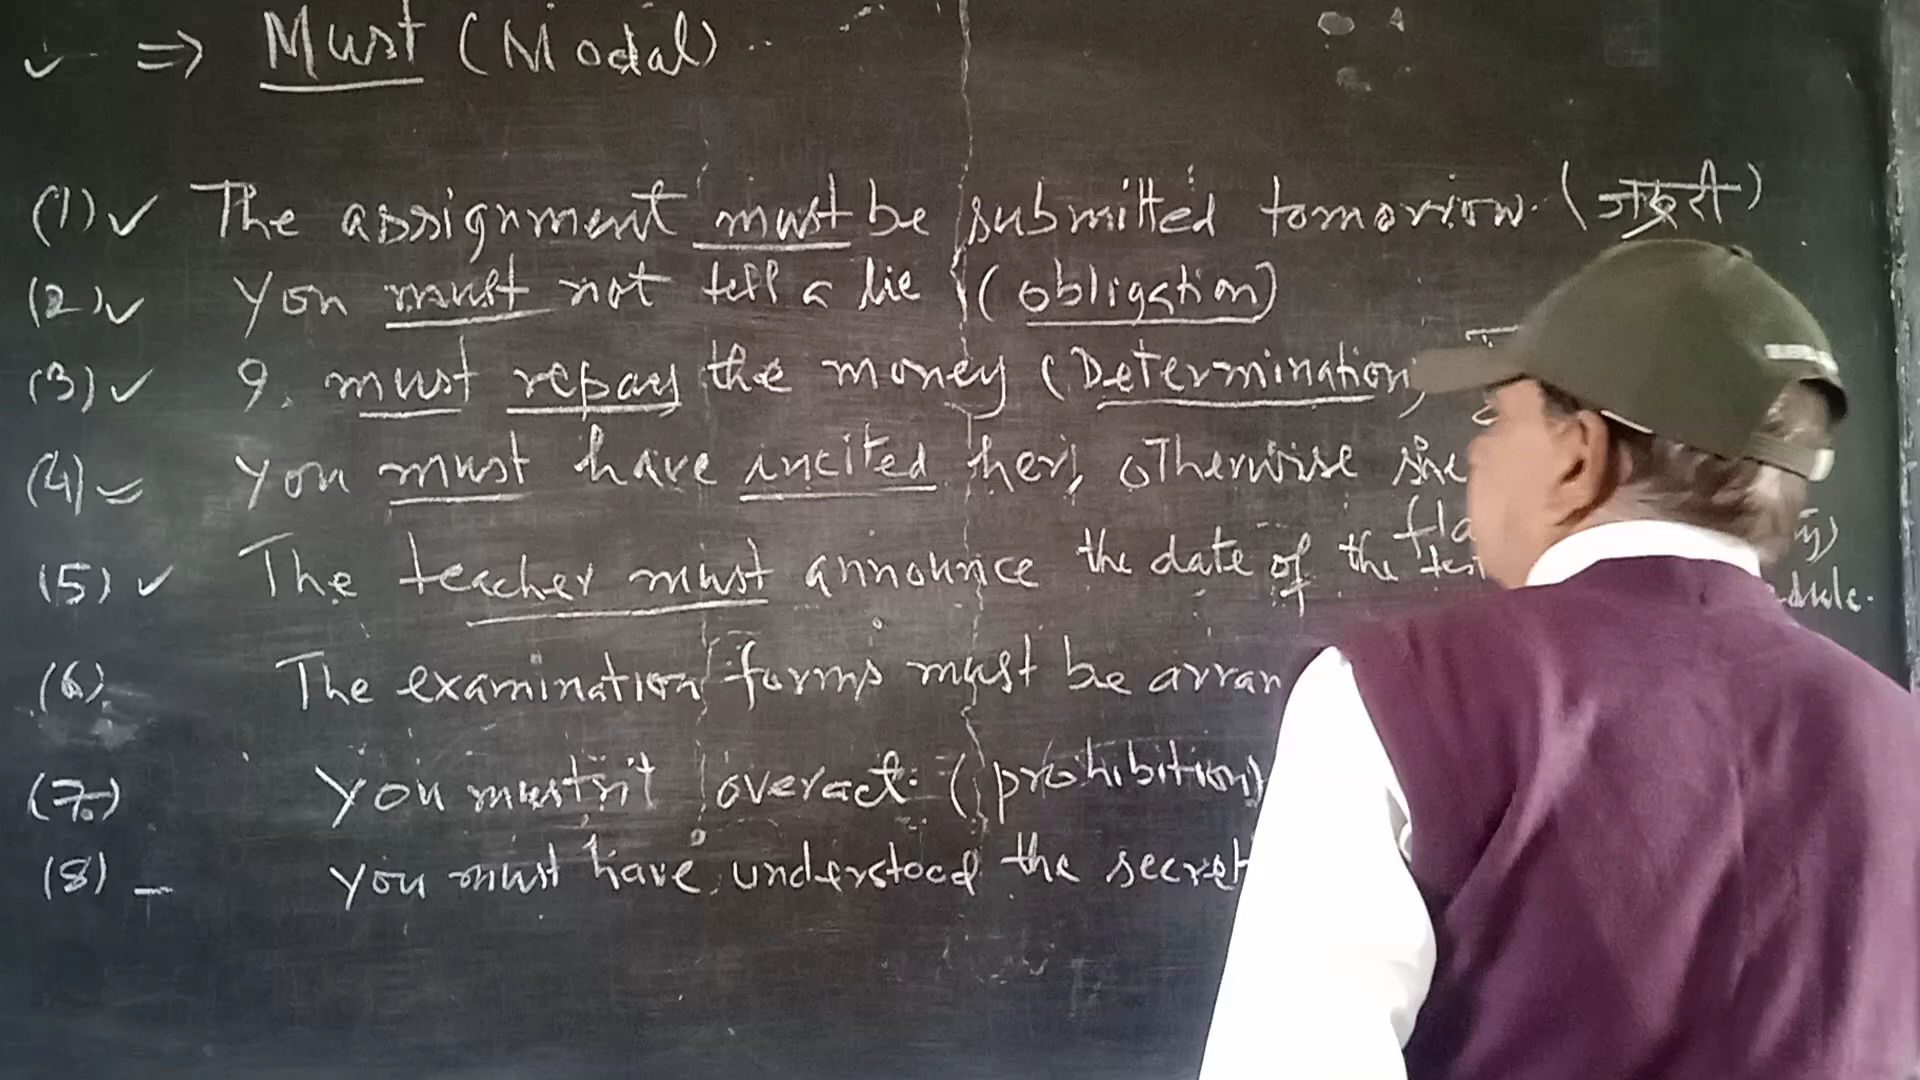 ✓ => Must (Modal)
(1) ✓ The assignment must be submitted tomorrow. (जरूरी)
(2) ✓ You must not tell a lie (obligation)
(3) ✓ I must repay the money (Determination)
(4) You must have incited her, otherwise she
(5) ✓ The teacher must announce the date of the
(6) The examination forms must be
(7) You mustn't overact. (prohibition)
(8) - You must have understood the secret